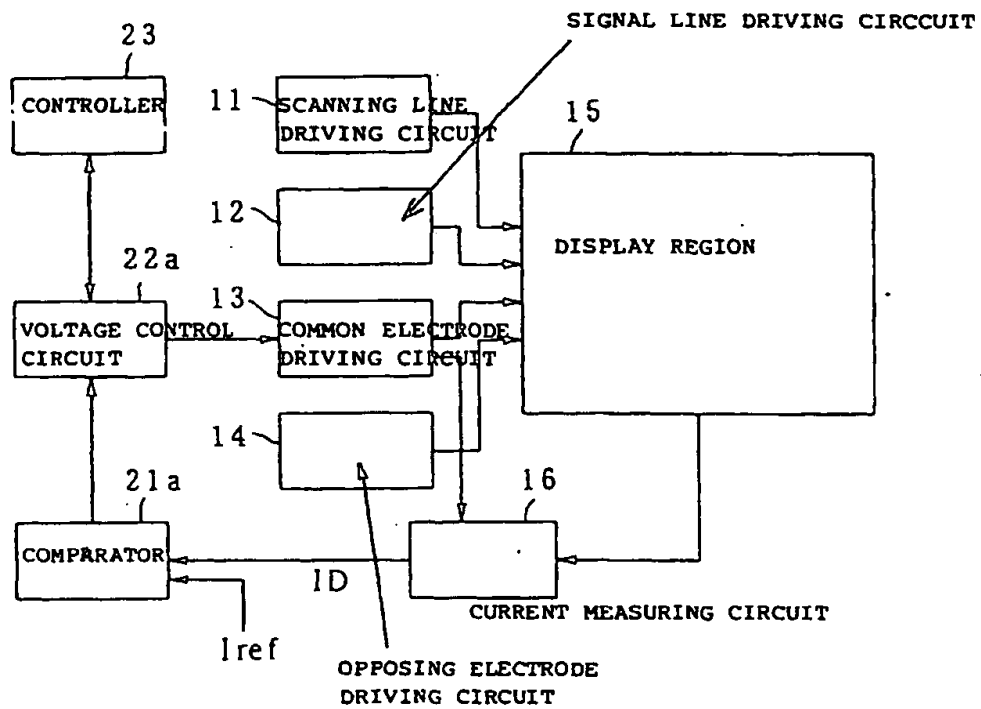 SIGNAL LINE DRIVING CIRCCUIT
23
CONTROLLER
11
SCANNING LINE
DRIVING CIRCUIT
15
12
DISPLAY REGION
22a
VOLTAGE CONTROL
CIRCUIT
13
COMMON ELECTRODE
DRIVING CIRCUIT
14
21a
COMPARATOR
16
ID
CURRENT MEASURING CIRCUIT
Iref
OPPOSING ELECTRODE
DRIVING CIRCUIT